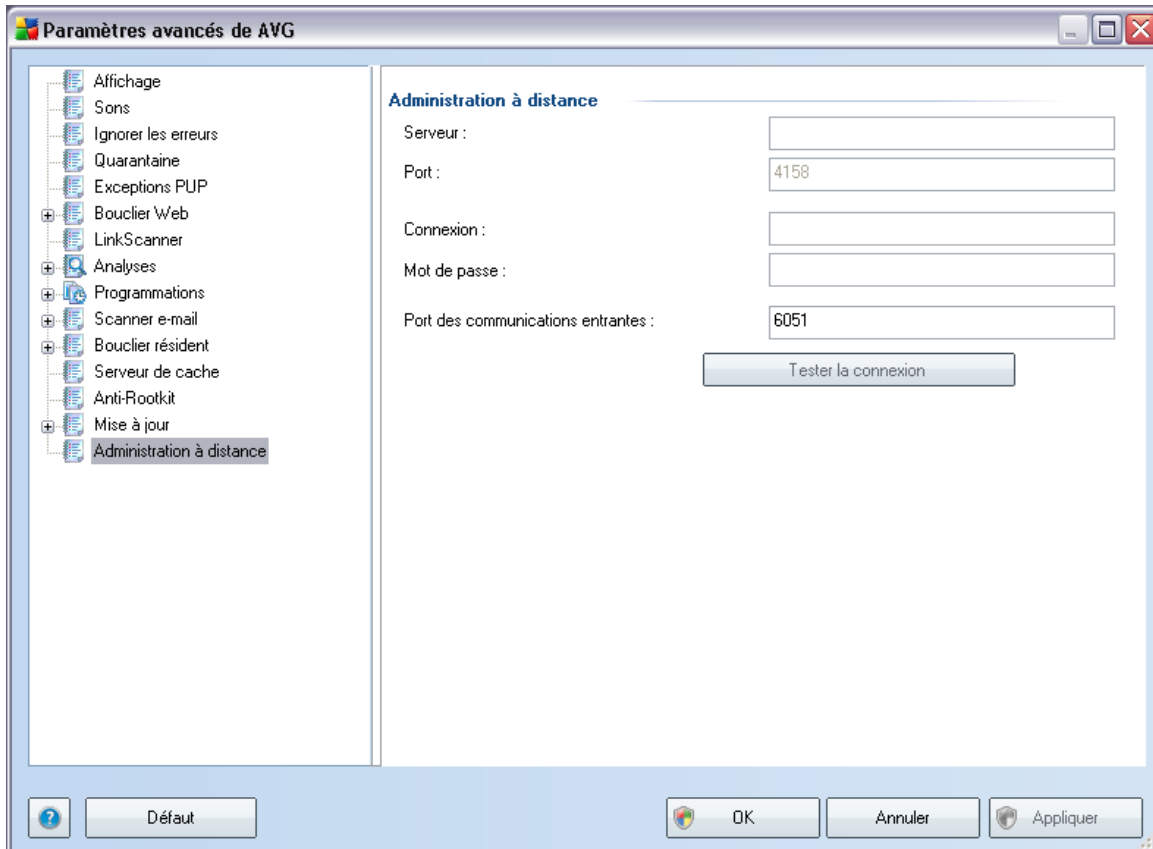 Paramètres avancés de AVG
Affichage
Sons
Ignorer les erreurs
Quarantaine
Exceptions PUP
Bouclier Web
LinkScanner
Analyses
Programmations
Scanner e-mail
Bouclier résident
Serveur de cache
Anti-Rootkit
Mise à jour
Administration à distance
Administration à distance
Serveur :
Port : 4158
Connexion :
Mot de passe :
Port des communications entrantes : 6051
Tester la connexion
Défaut OK Annuler Appliquer